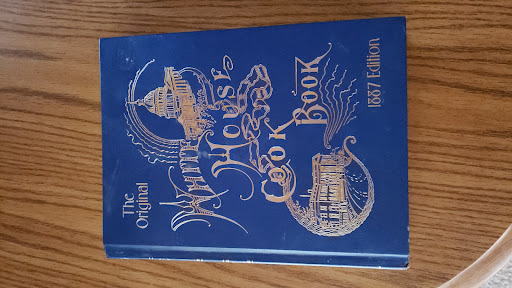 The
Original
White
House
Cook
Book
1887 Edition